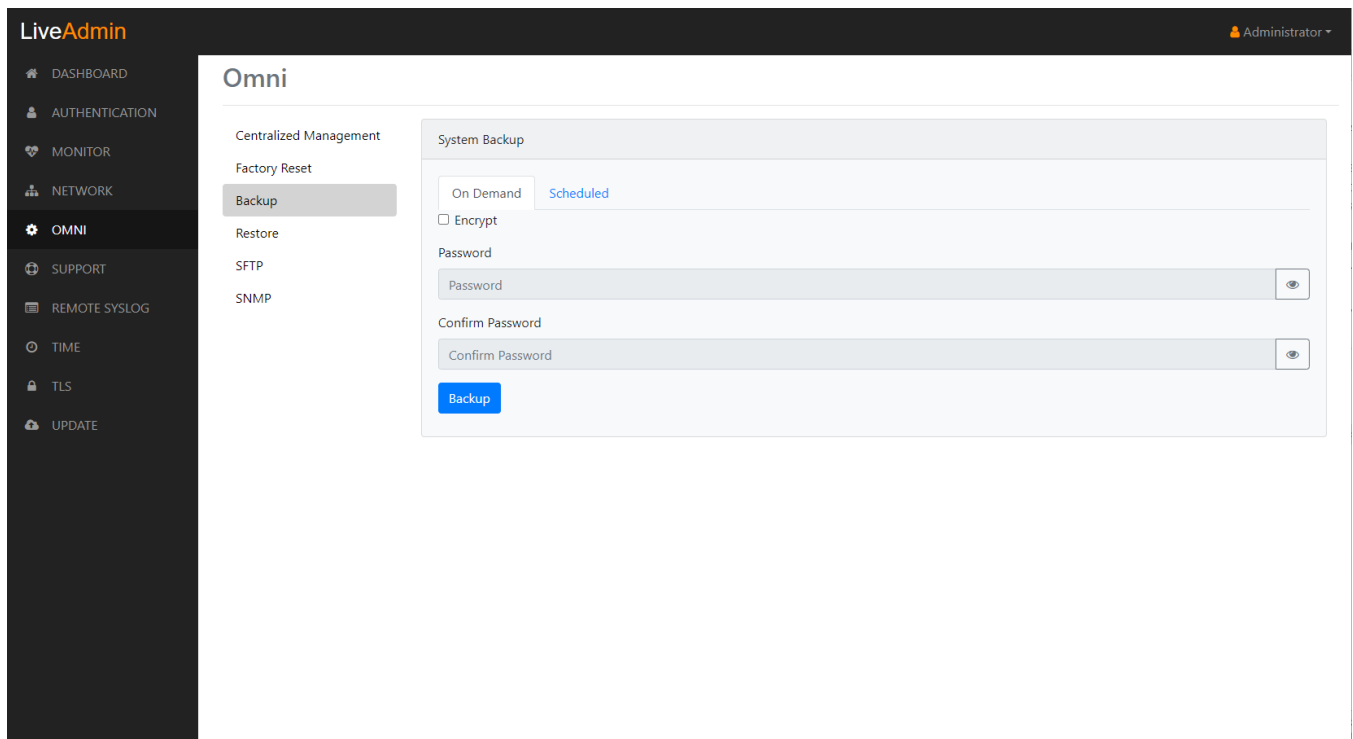 LiveAdmin
Administrator
DASHBOARD
AUTHENTICATION
MONITOR
NETWORK
OMNI
SUPPORT
REMOTE SYSLOG
TIME
TLS
UPDATE
Omni
Centralized Management
Factory Reset
Backup
Restore
SFTP
SNMP
System Backup
On Demand Scheduled
Encrypt
Password
Password
Confirm Password
Confirm Password
Backup